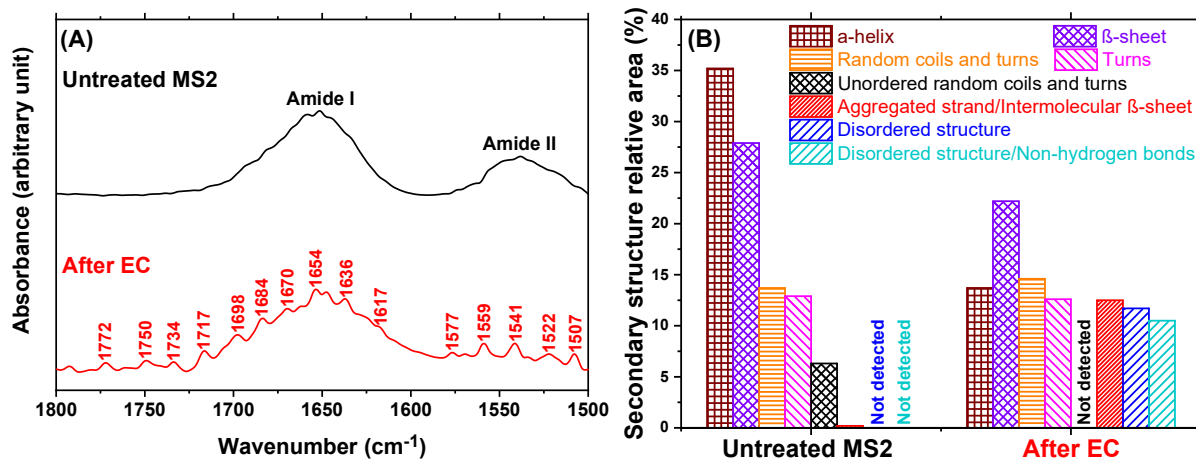 (A)
Untreated MS2
Amide I
Amide II
After EC
1772
1750
1734
1717
1698
1684
1670
1654
1636
1617
1577
1559
1541
1522
1507
Absorbance (arbitrary unit)
1800 1750 1700 1650 1600 1550 1500
Wavenumber (cm-1)
(B)
a-helix
ß-sheet
Random coils and turns
Turns
Unordered random coils and turns
Aggregated strand/Intermolecular ß-sheet
Disordered structure
Disordered structure/Non-hydrogen bonds
Secondary structure relative area (%)
40
35
30
25
20
15
10
5
0
Not detected
Not detected
Not detected
Untreated MS2
After EC